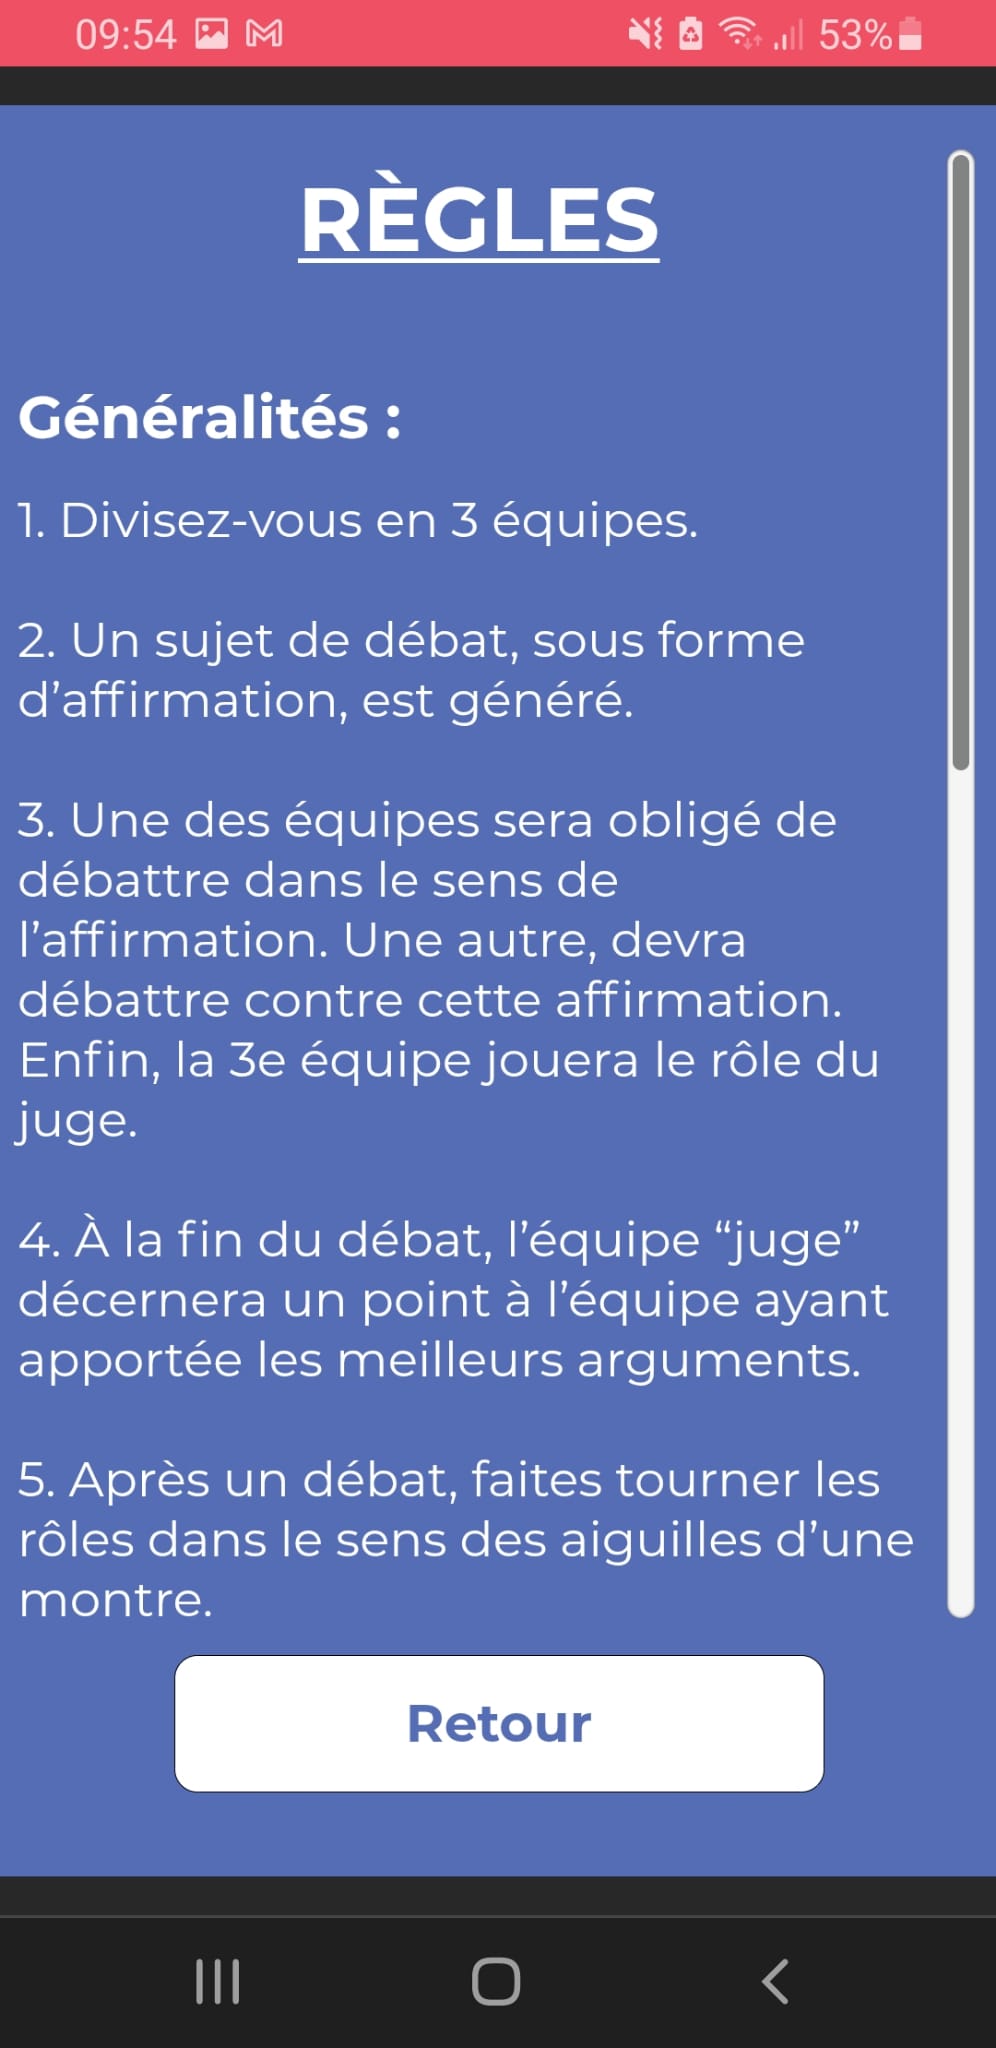 09:54
53%
RÈGLES
Généralités :
1. Divisez-vous en 3 équipes.
2. Un sujet de débat, sous forme
d’affirmation, est généré.
3. Une des équipes sera obligé de
débattre dans le sens de
l’affirmation. Une autre, devra
débattre contre cette affirmation.
Enfin, la 3e équipe jouera le rôle du
juge.
4. À la fin du débat, l’équipe “juge”
décernera un point à l’équipe ayant
apportée les meilleurs arguments.
5. Après un débat, faites tourner les
rôles dans le sens des aiguilles d’une
montre.
Retour